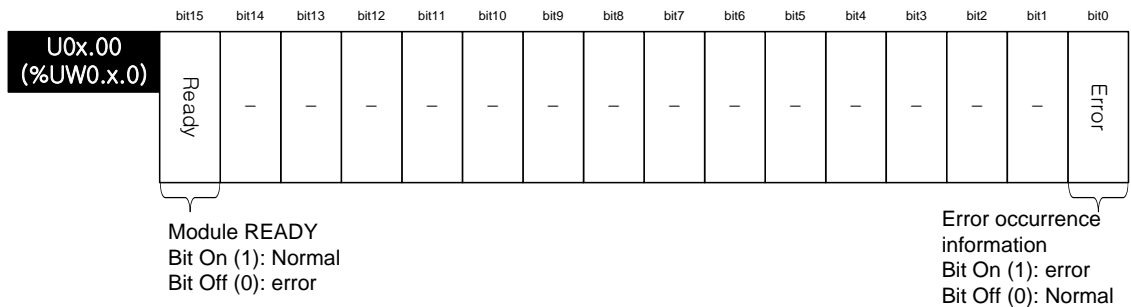 bit15 bit14 bit13 bit12 bit11 bit10 bit9 bit8 bit7 bit6 bit5 bit4 bit3 bit2 bit1 bit0
U0x.00
(%UW0.x.0)
Ready – – – – – – – – – – – – – – Error
Module READY
Bit On (1): Normal
Bit Off (0): error
Error occurrence
information
Bit On (1): error
Bit Off (0): Normal